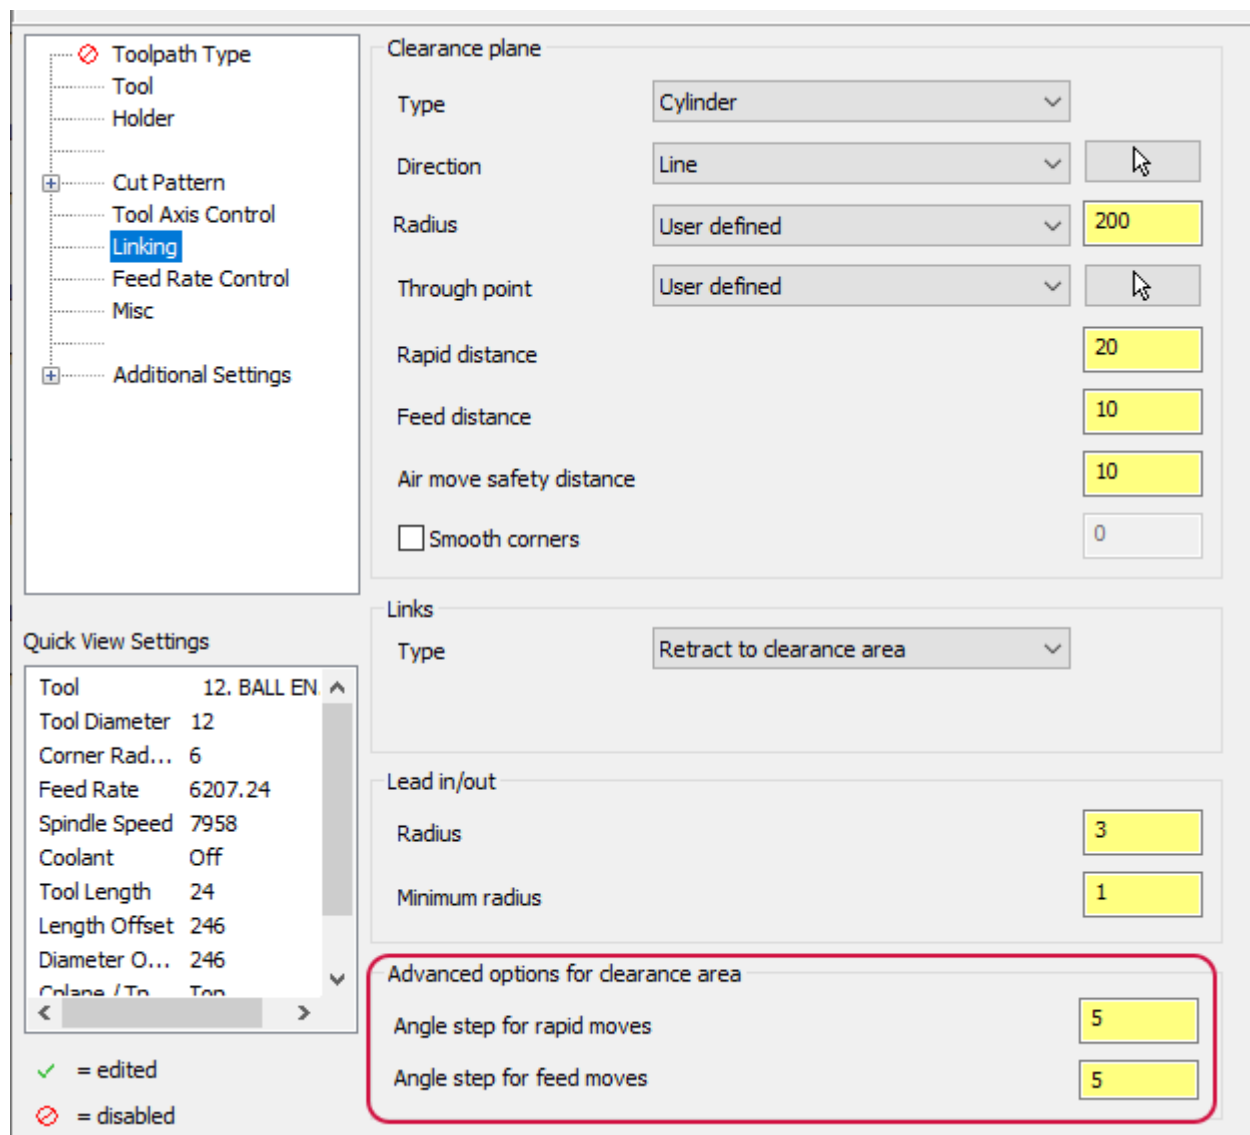 Toolpath Type
Tool
Holder
Cut Pattern
Tool Axis Control
Linking
Feed Rate Control
Misc
Additional Settings
Clearance plane
Type Cylinder
Direction Line
Radius User defined 200
Through point User defined
Rapid distance 20
Feed distance 10
Air move safety distance 10
Smooth corners 0
Links
Type Retract to clearance area
Lead in/out
Radius 3
Minimum radius 1
Advanced options for clearance area
Angle step for rapid moves 5
Angle step for feed moves 5
Quick View Settings
Tool 12. BALL EN.
Tool Diameter 12
Corner Rad... 6
Feed Rate 6207.24
Spindle Speed 7958
Coolant Off
Tool Length 24
Length Offset 246
Diameter O... 246
Cplane / Tp Top
= edited
= disabled